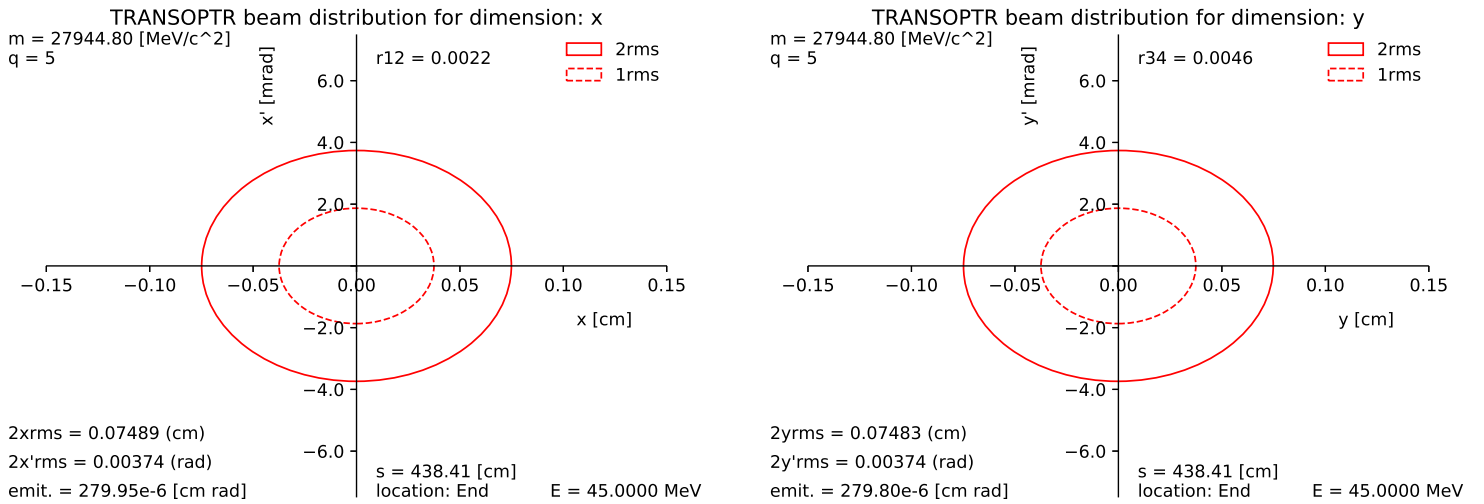 TRANSOPTR beam distribution for dimension: x
m = 27944.80 [MeV/c^2]
q = 5
r12 = 0.0022
2rms
1rms
x' [mrad]
6.0
4.0
2.0
−0.15 −0.10 −0.05 0.00 0.05 0.10 0.15
x [cm]
−2.0
−4.0
−6.0
2xrms = 0.07489 (cm)
2x'rms = 0.00374 (rad)
emit. = 279.95e-6 [cm rad]
s = 438.41 [cm]
location: End
E = 45.0000 MeV
TRANSOPTR beam distribution for dimension: y
m = 27944.80 [MeV/c^2]
q = 5
r34 = 0.0046
2rms
1rms
y' [mrad]
6.0
4.0
2.0
−0.15 −0.10 −0.05 0.00 0.05 0.10 0.15
y [cm]
−2.0
−4.0
−6.0
2yrms = 0.07483 (cm)
2y'rms = 0.00374 (rad)
emit. = 279.80e-6 [cm rad]
s = 438.41 [cm]
location: End
E = 45.0000 MeV